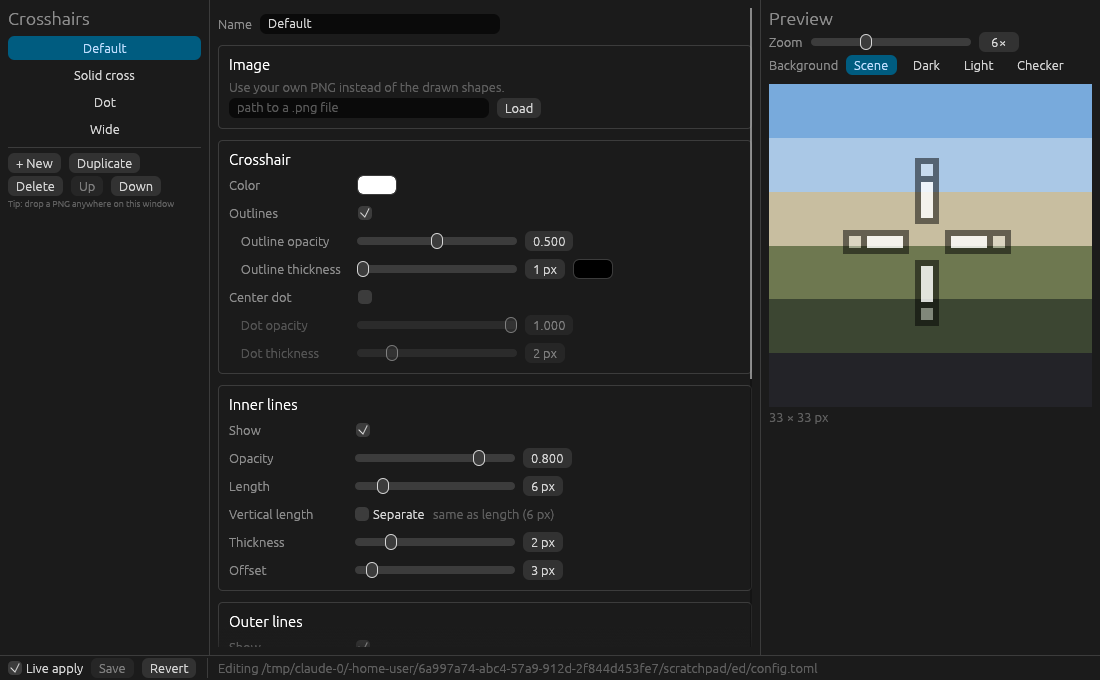 Crosshairs
Default
Solid cross
Dot
Wide
+ New Duplicate
Delete Up Down
Tip: drop a PNG anywhere on this window
Name Default
Image
Use your own PNG instead of the drawn shapes.
path to a .png file Load
Crosshair
Color
Outlines
Outline opacity 0.500
Outline thickness 1 px
Center dot
Dot opacity 1.000
Dot thickness 2 px
Inner lines
Show
Opacity 0.800
Length 6 px
Vertical length Separate same as length (6 px)
Thickness 2 px
Offset 3 px
Outer lines
Show
Preview
Zoom 6×
Background Scene Dark Light Checker
33 × 33 px
Live apply Save Revert Editing /tmp/claude-0/-home-user/6a997a74-abc4-57a9-912d-2f844d453fe7/scratchpad/ed/config.toml